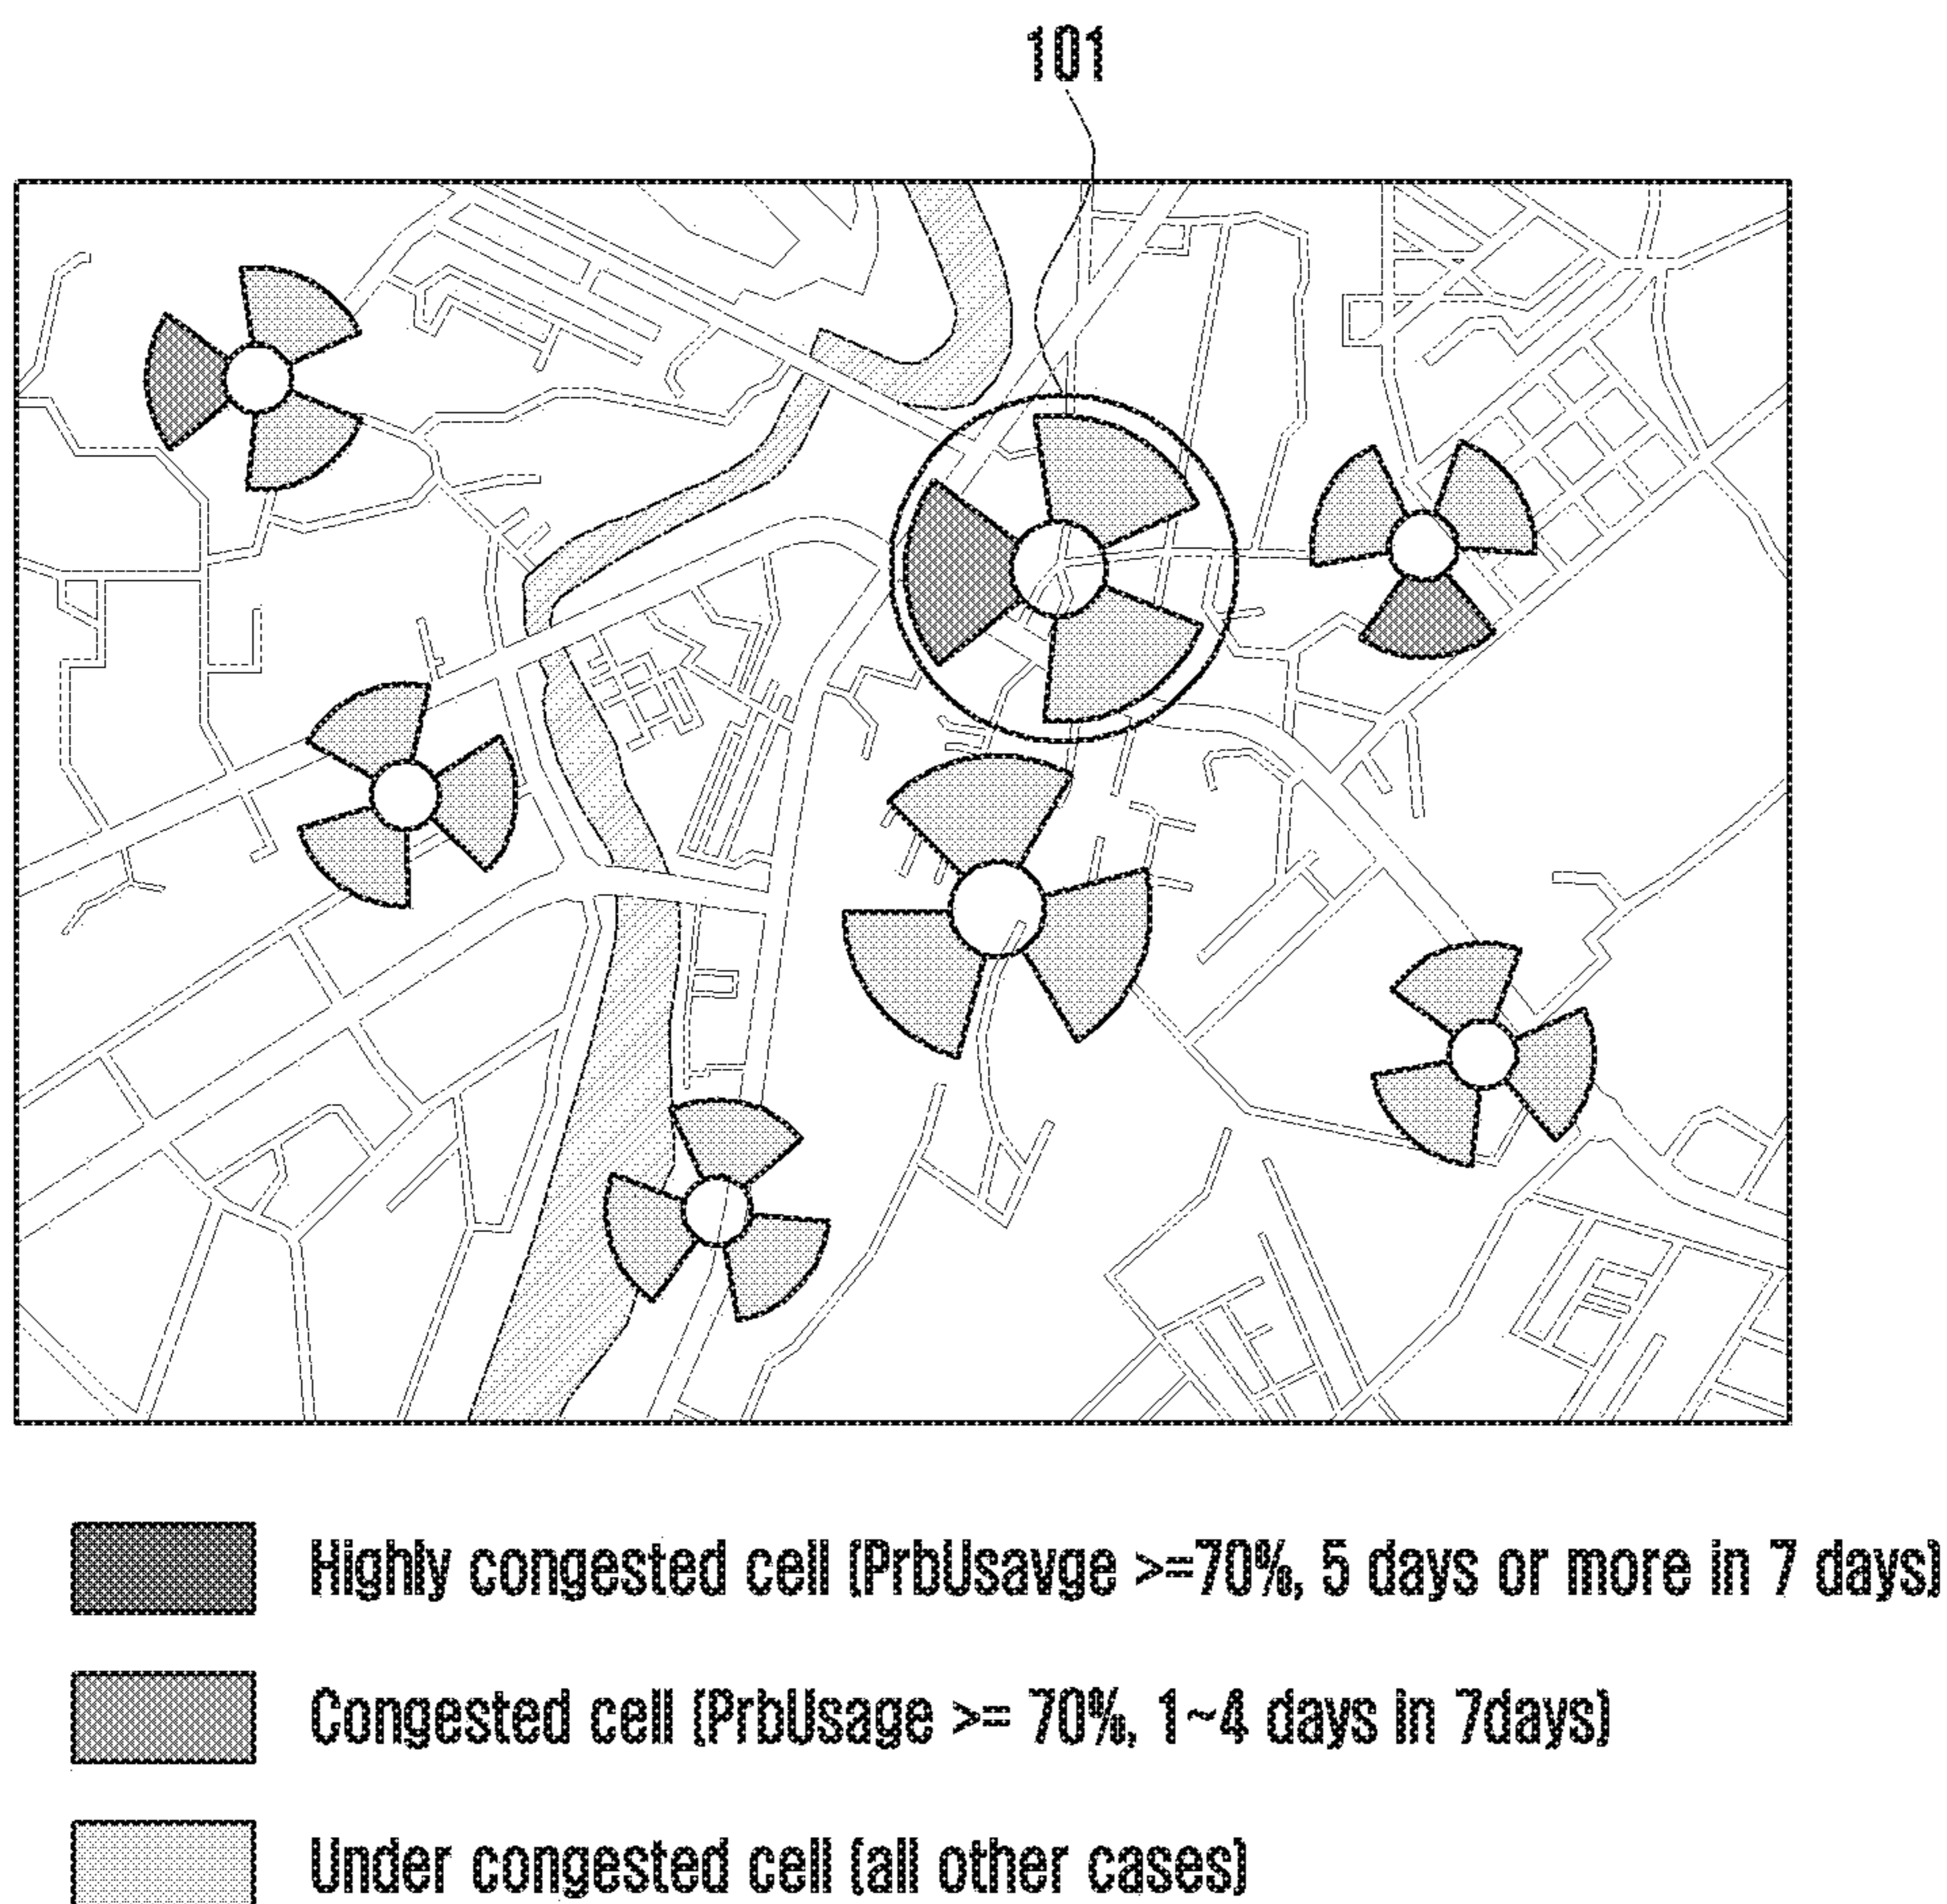 101
Highly congested cell (PrbUsavge >=70%, 5 days or more in 7 days)
Congested cell (PrbUsage >= 70%, 1~4 days in 7days)
Under congested cell (all other cases)